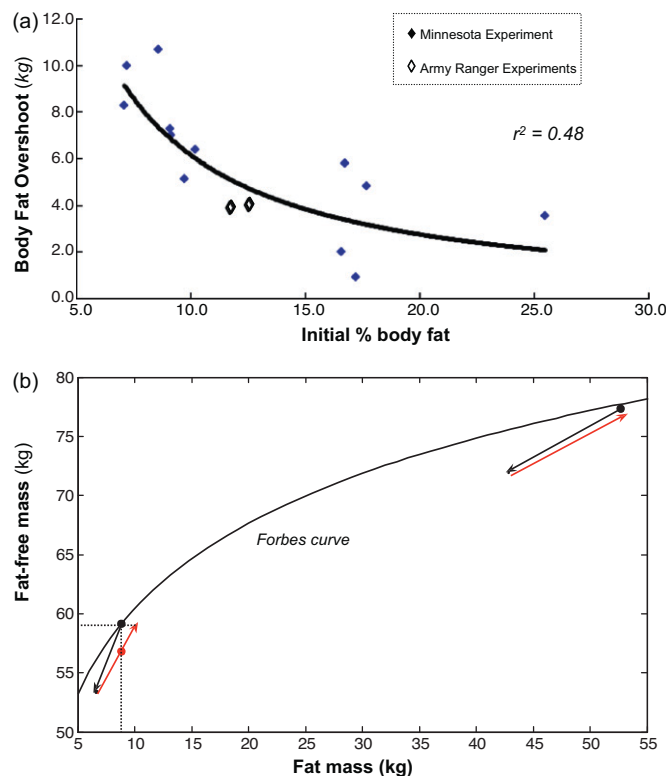 (a)
12.0
10.0
8.0
6.0
4.0
2.0
0.0
Body Fat Overshoot (kg)
Minnesota Experiment
Army Ranger Experiments
r² = 0.48
5.0 10.0 15.0 20.0 25.0 30.0
Initial % body fat
(b)
80
75
70
65
60
55
50
Fat-free mass (kg)
Forbes curve
5 10 15 20 25 30 35 40 45 50 55
Fat mass (kg)